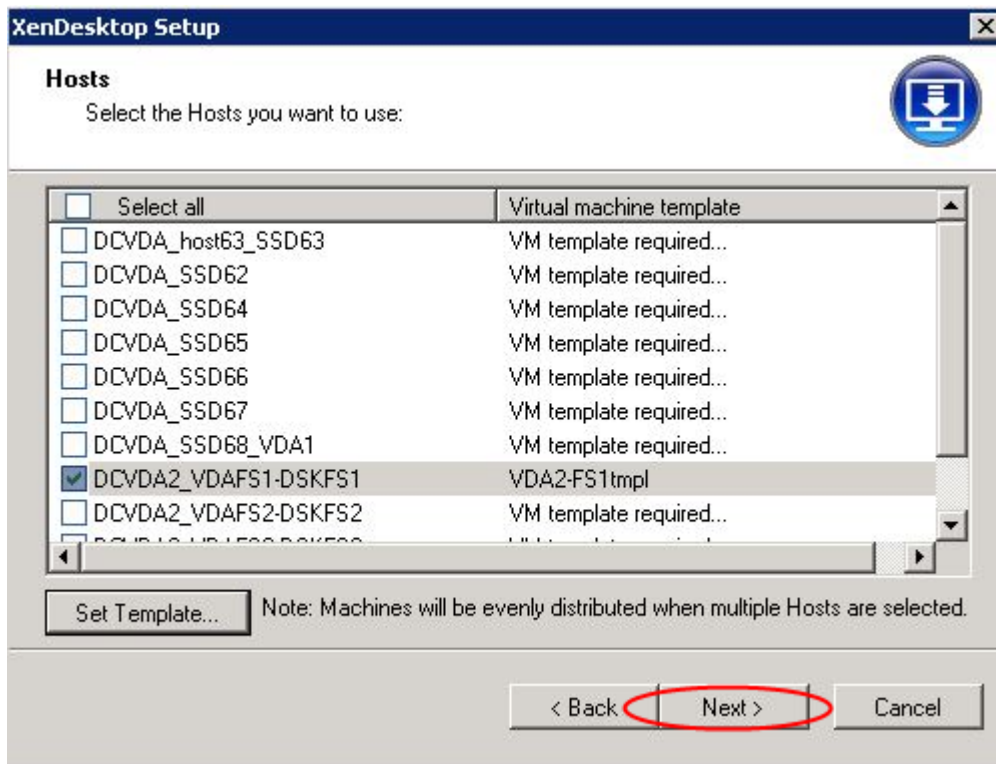 XenDesktop Setup
Hosts
Select the Hosts you want to use:
Select all Virtual machine template
DCVDA_host63_SSD63 VM template required...
DCVDA_SSD62 VM template required...
DCVDA_SSD64 VM template required...
DCVDA_SSD65 VM template required...
DCVDA_SSD66 VM template required...
DCVDA_SSD67 VM template required...
DCVDA_SSD68_VDA1 VM template required...
DCVDA2_VDAFS1-DSKFS1 VDA2-FS1tmpl
DCVDA2_VDAFS2-DSKFS2 VM template required...
Set Template... Note: Machines will be evenly distributed when multiple Hosts are selected.
< Back Next > Cancel